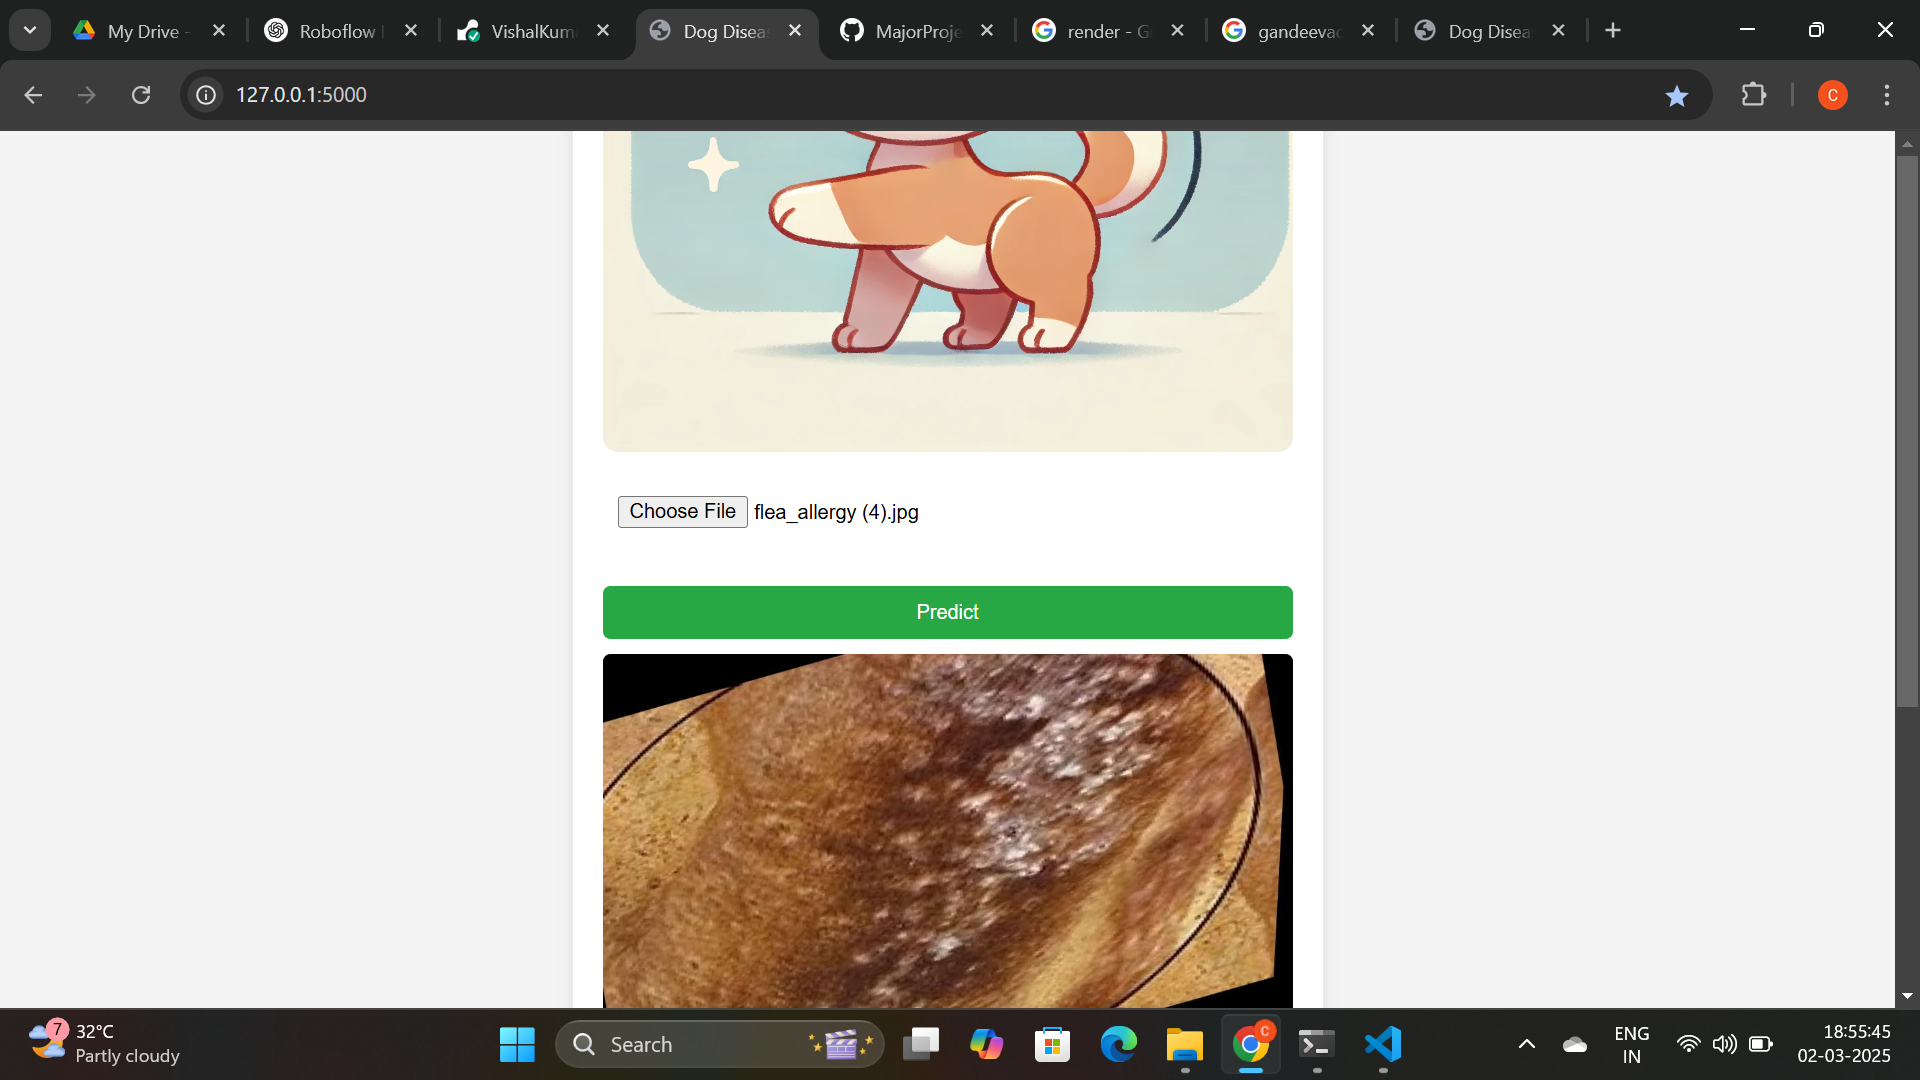 My Drive -
Roboflow
VishalKum
Dog Disea
MajorProje
render - G
gandeevac
Dog Disea
127.0.0.1:5000
C
Choose File flea_allergy (4).jpg
Predict
7
32°C
Partly cloudy
Search
C
ENG
IN
18:55:45
02-03-2025